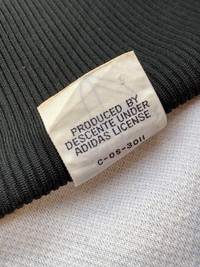 PRODUCED BY
DESCENTE UNDER
ADIDAS LICENSE
C-05-3011